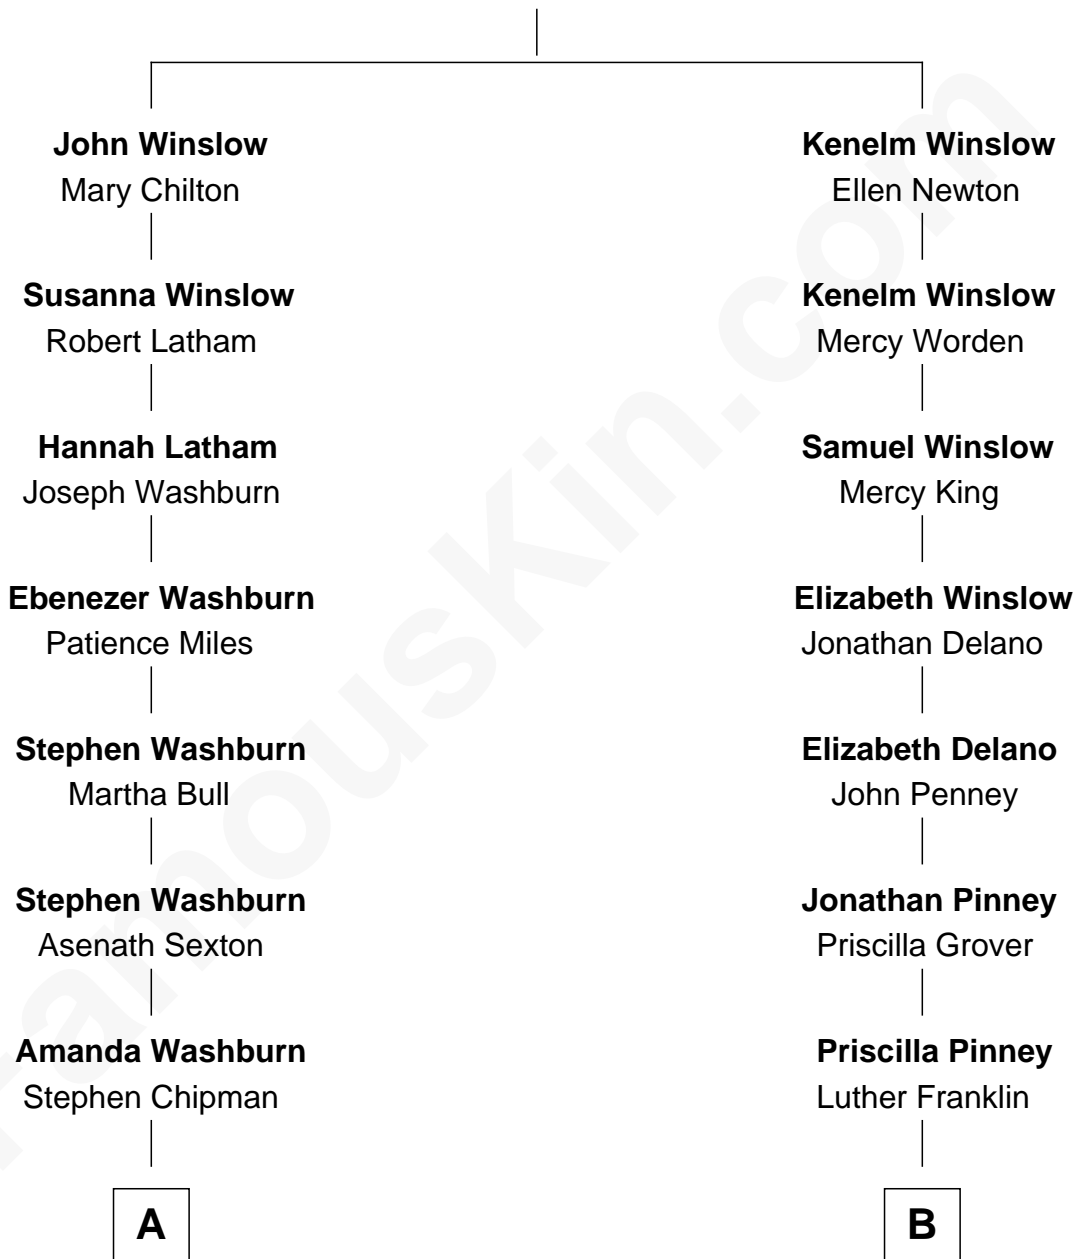 John Winslow
Mary Chilton
Susanna Winslow
Robert Latham
Hannah Latham
Joseph Washburn
Ebenezer Washburn
Patience Miles
Stephen Washburn
Martha Bull
Stephen Washburn
Asenath Sexton
Amanda Washburn
Stephen Chipman
A
Kenelm Winslow
Ellen Newton
Kenelm Winslow
Mercy Worden
Samuel Winslow
Mercy King
Elizabeth Winslow
Jonathan Delano
Elizabeth Delano
John Penney
Jonathan Pinney
Priscilla Grover
Priscilla Pinney
Luther Franklin
B
FamousKin.com